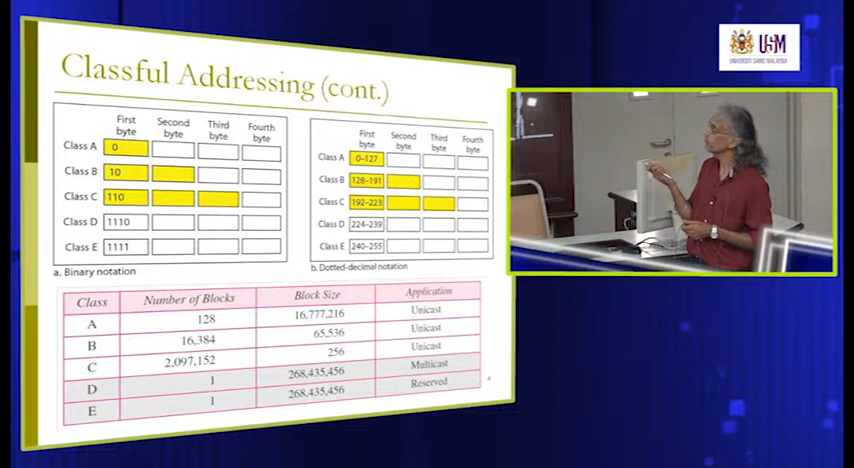 Classful Addressing (cont.)
First byte Second byte Third byte Fourth byte
Class A 0
Class B 10
Class C 110
Class D 1110
Class E 1111
a. Binary notation
First byte Second byte Third byte Fourth byte
Class A 0–127
Class B 128–191
Class C 192–223
Class D 224–239
Class E 240–255
b. Dotted-decimal notation
Class Number of Blocks Block Size Application
A 128 16,777,216 Unicast
B 16,384 65,536 Unicast
C 2,097,152 256 Unicast
D 1 268,435,456 Multicast
E 1 268,435,456 Reserved
USM
UNIVERSITI SAINS MALAYSIA